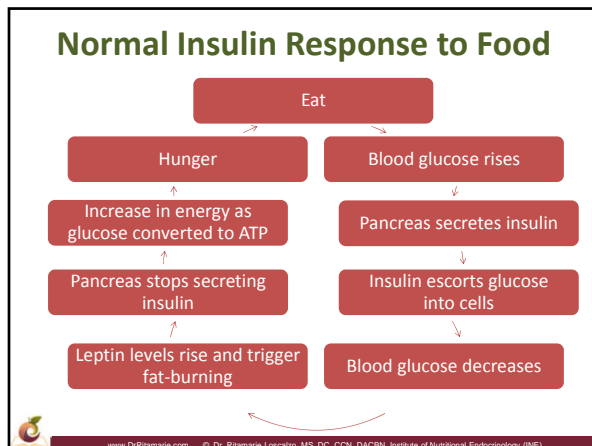 Normal Insulin Response to Food
Eat
Blood glucose rises
Pancreas secretes insulin
Insulin escorts glucose
into cells
Blood glucose decreases
Leptin levels rise and trigger
fat-burning
Pancreas stops secreting
insulin
Increase in energy as
glucose converted to ATP
Hunger
www.DrRitamarie.com © Dr. Ritamarie Loscalzo, MS, DC, CCN, DACBN, Institute of Nutritional Endocrinology (INE)